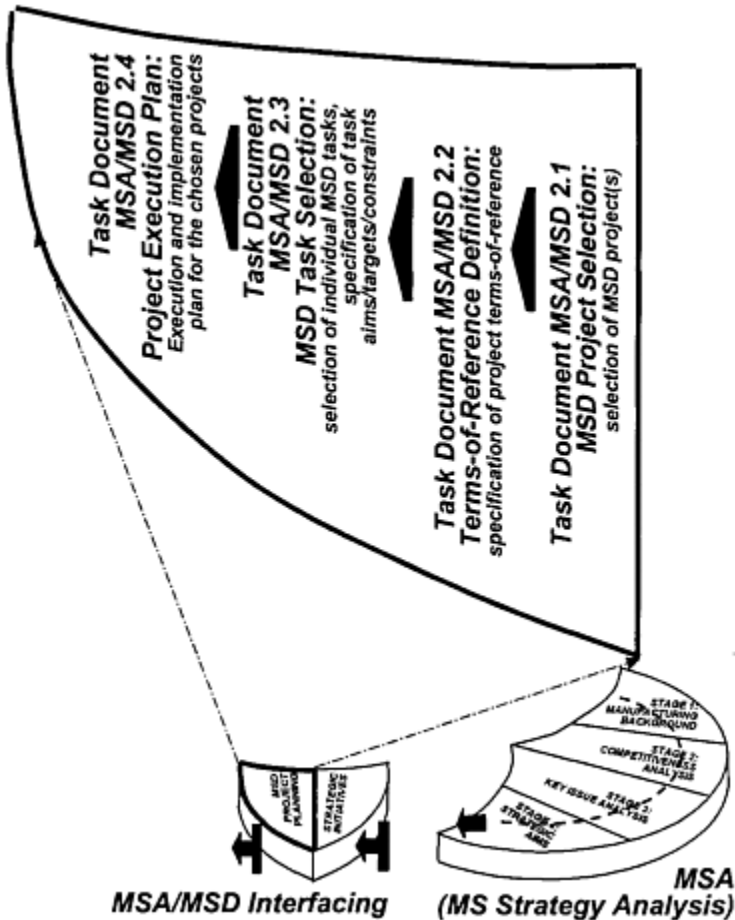 Task Document
MSA/MSD 2.4
Project Execution Plan:
Execution and implementation
plan for the chosen projects
Task Document
MSA/MSD 2.3
MSD Task Selection:
selection of individual MSD tasks,
specification of task
aims/targets/constraints
Task Document MSA/MSD 2.2
Terms-of-Reference Definition:
specification of project terms-of-reference
Task Document MSA/MSD 2.1
MSD Project Selection:
selection of MSD project(s)
MSD
PROJECT
PLANNING
STRATEGIC
INITIATIVES
STAGE 1:
MANUFACTURING
BACKGROUND
STAGE 2:
COMPETITIVENESS
ANALYSIS
STAGE 3:
KEY ISSUE ANALYSIS
STAGE 4:
STRATEGIC
AIMS
MSA/MSD Interfacing
MSA
(MS Strategy Analysis)